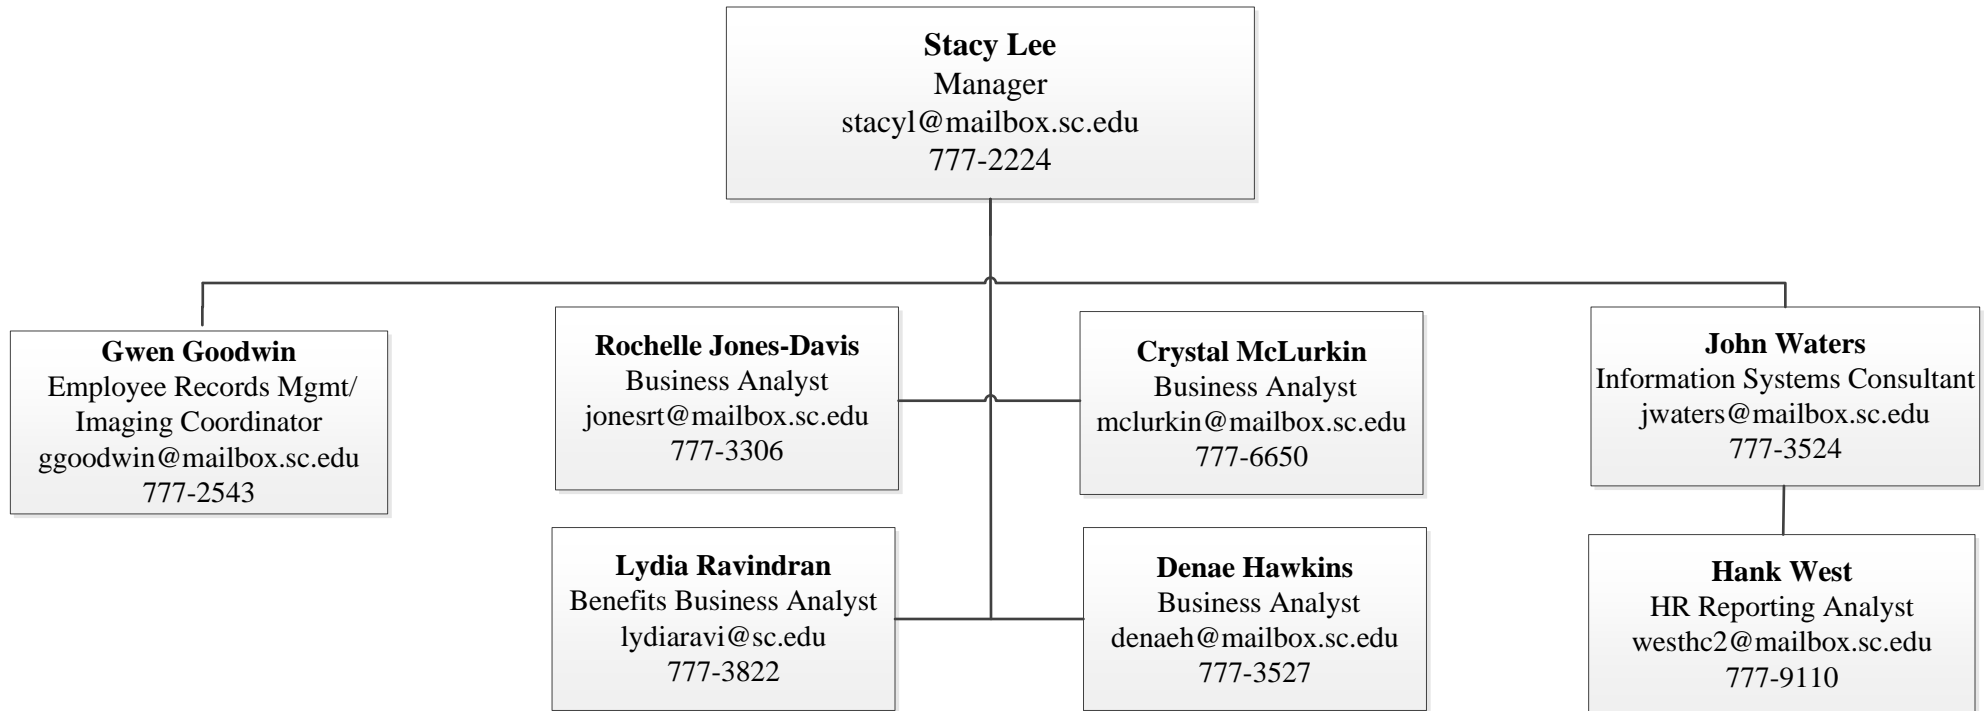 Stacy Lee
Manager
stacyl@mailbox.sc.edu
777-2224
Gwen Goodwin
Employee Records Mgmt/
Imaging Coordinator
ggoodwin@mailbox.sc.edu
777-2543
Rochelle Jones-Davis
Business Analyst
jonesrt@mailbox.sc.edu
777-3306
Crystal McLurkin
Business Analyst
mclurkin@mailbox.sc.edu
777-6650
John Waters
Information Systems Consultant
jwaters@mailbox.sc.edu
777-3524
Lydia Ravindran
Benefits Business Analyst
lydiaravi@sc.edu
777-3822
Denae Hawkins
Business Analyst
denaeh@mailbox.sc.edu
777-3527
Hank West
HR Reporting Analyst
westhc2@mailbox.sc.edu
777-9110